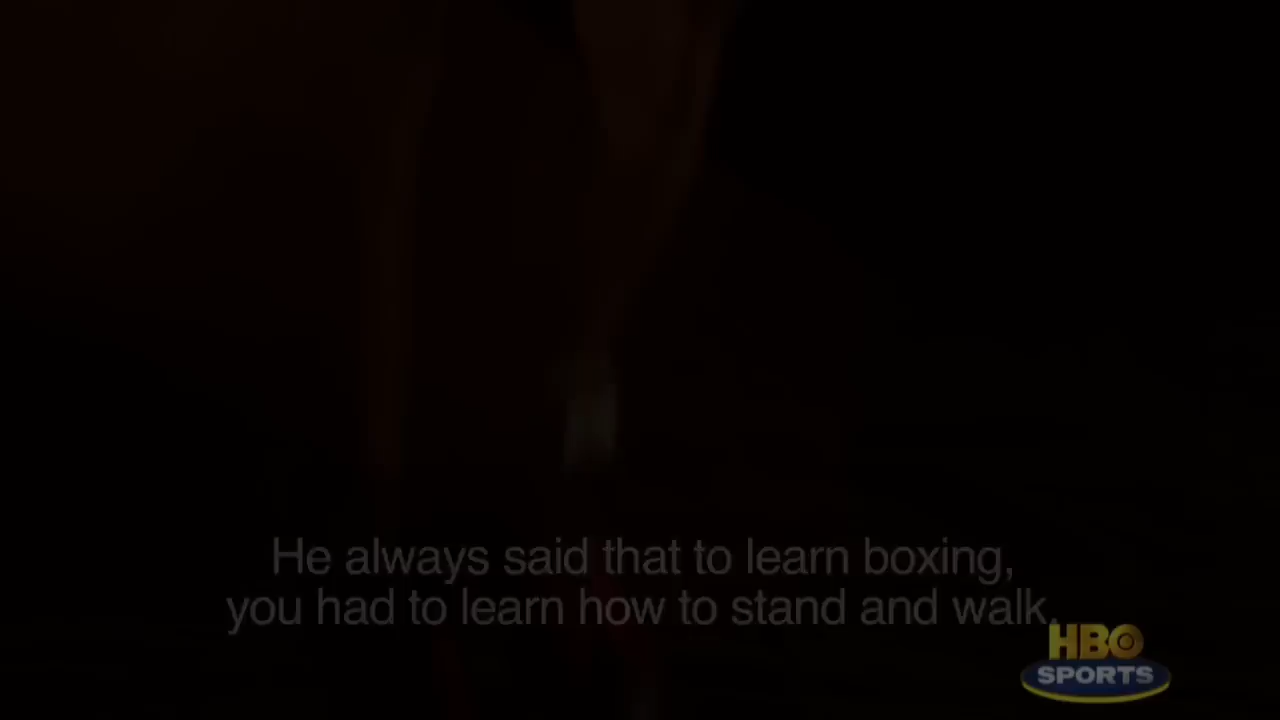 He always said that to learn boxing,
you had to learn how to stand and walk.
HBO
SPORTS